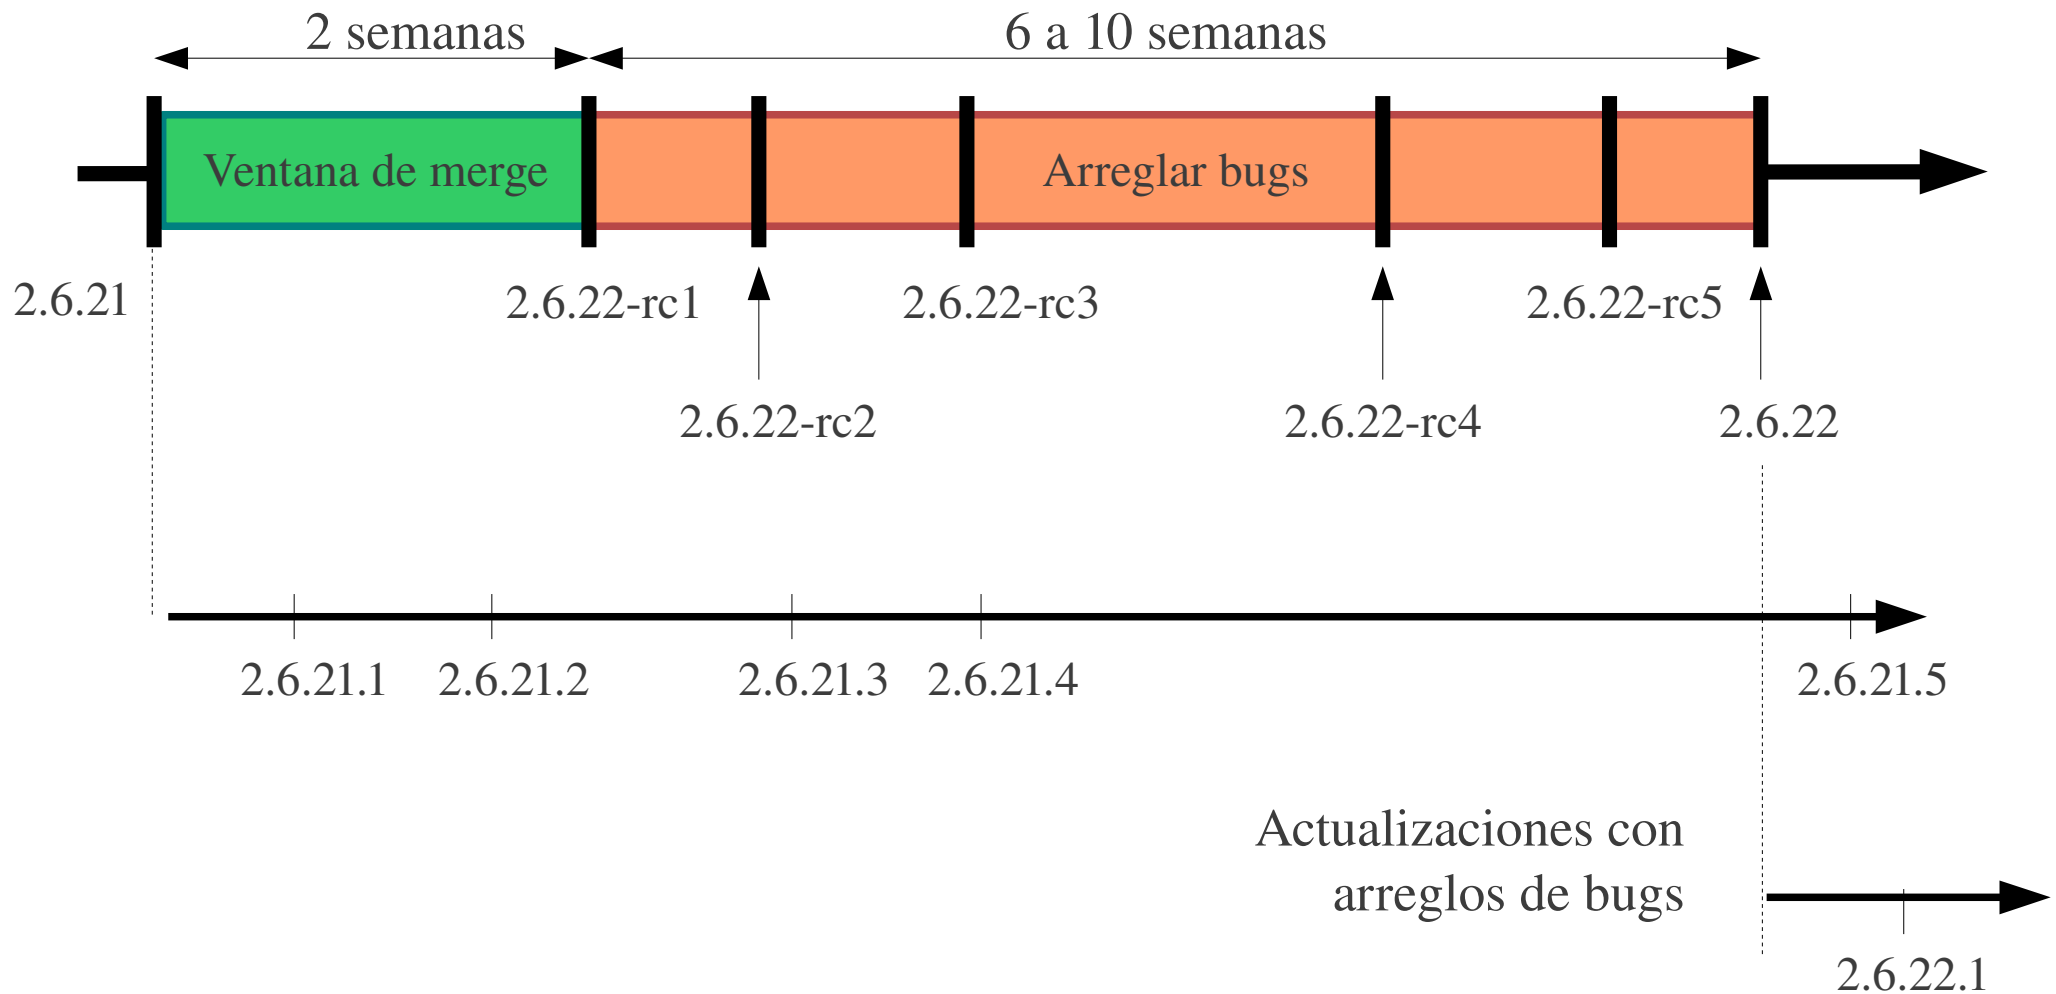 2 semanas
6 a 10 semanas
Ventana de merge
Arreglar bugs
2.6.21
2.6.22-rc1
2.6.22-rc3
2.6.22-rc5
2.6.22-rc2
2.6.22-rc4
2.6.22
2.6.21.1
2.6.21.2
2.6.21.3
2.6.21.4
2.6.21.5
Actualizaciones con
arreglos de bugs
2.6.22.1